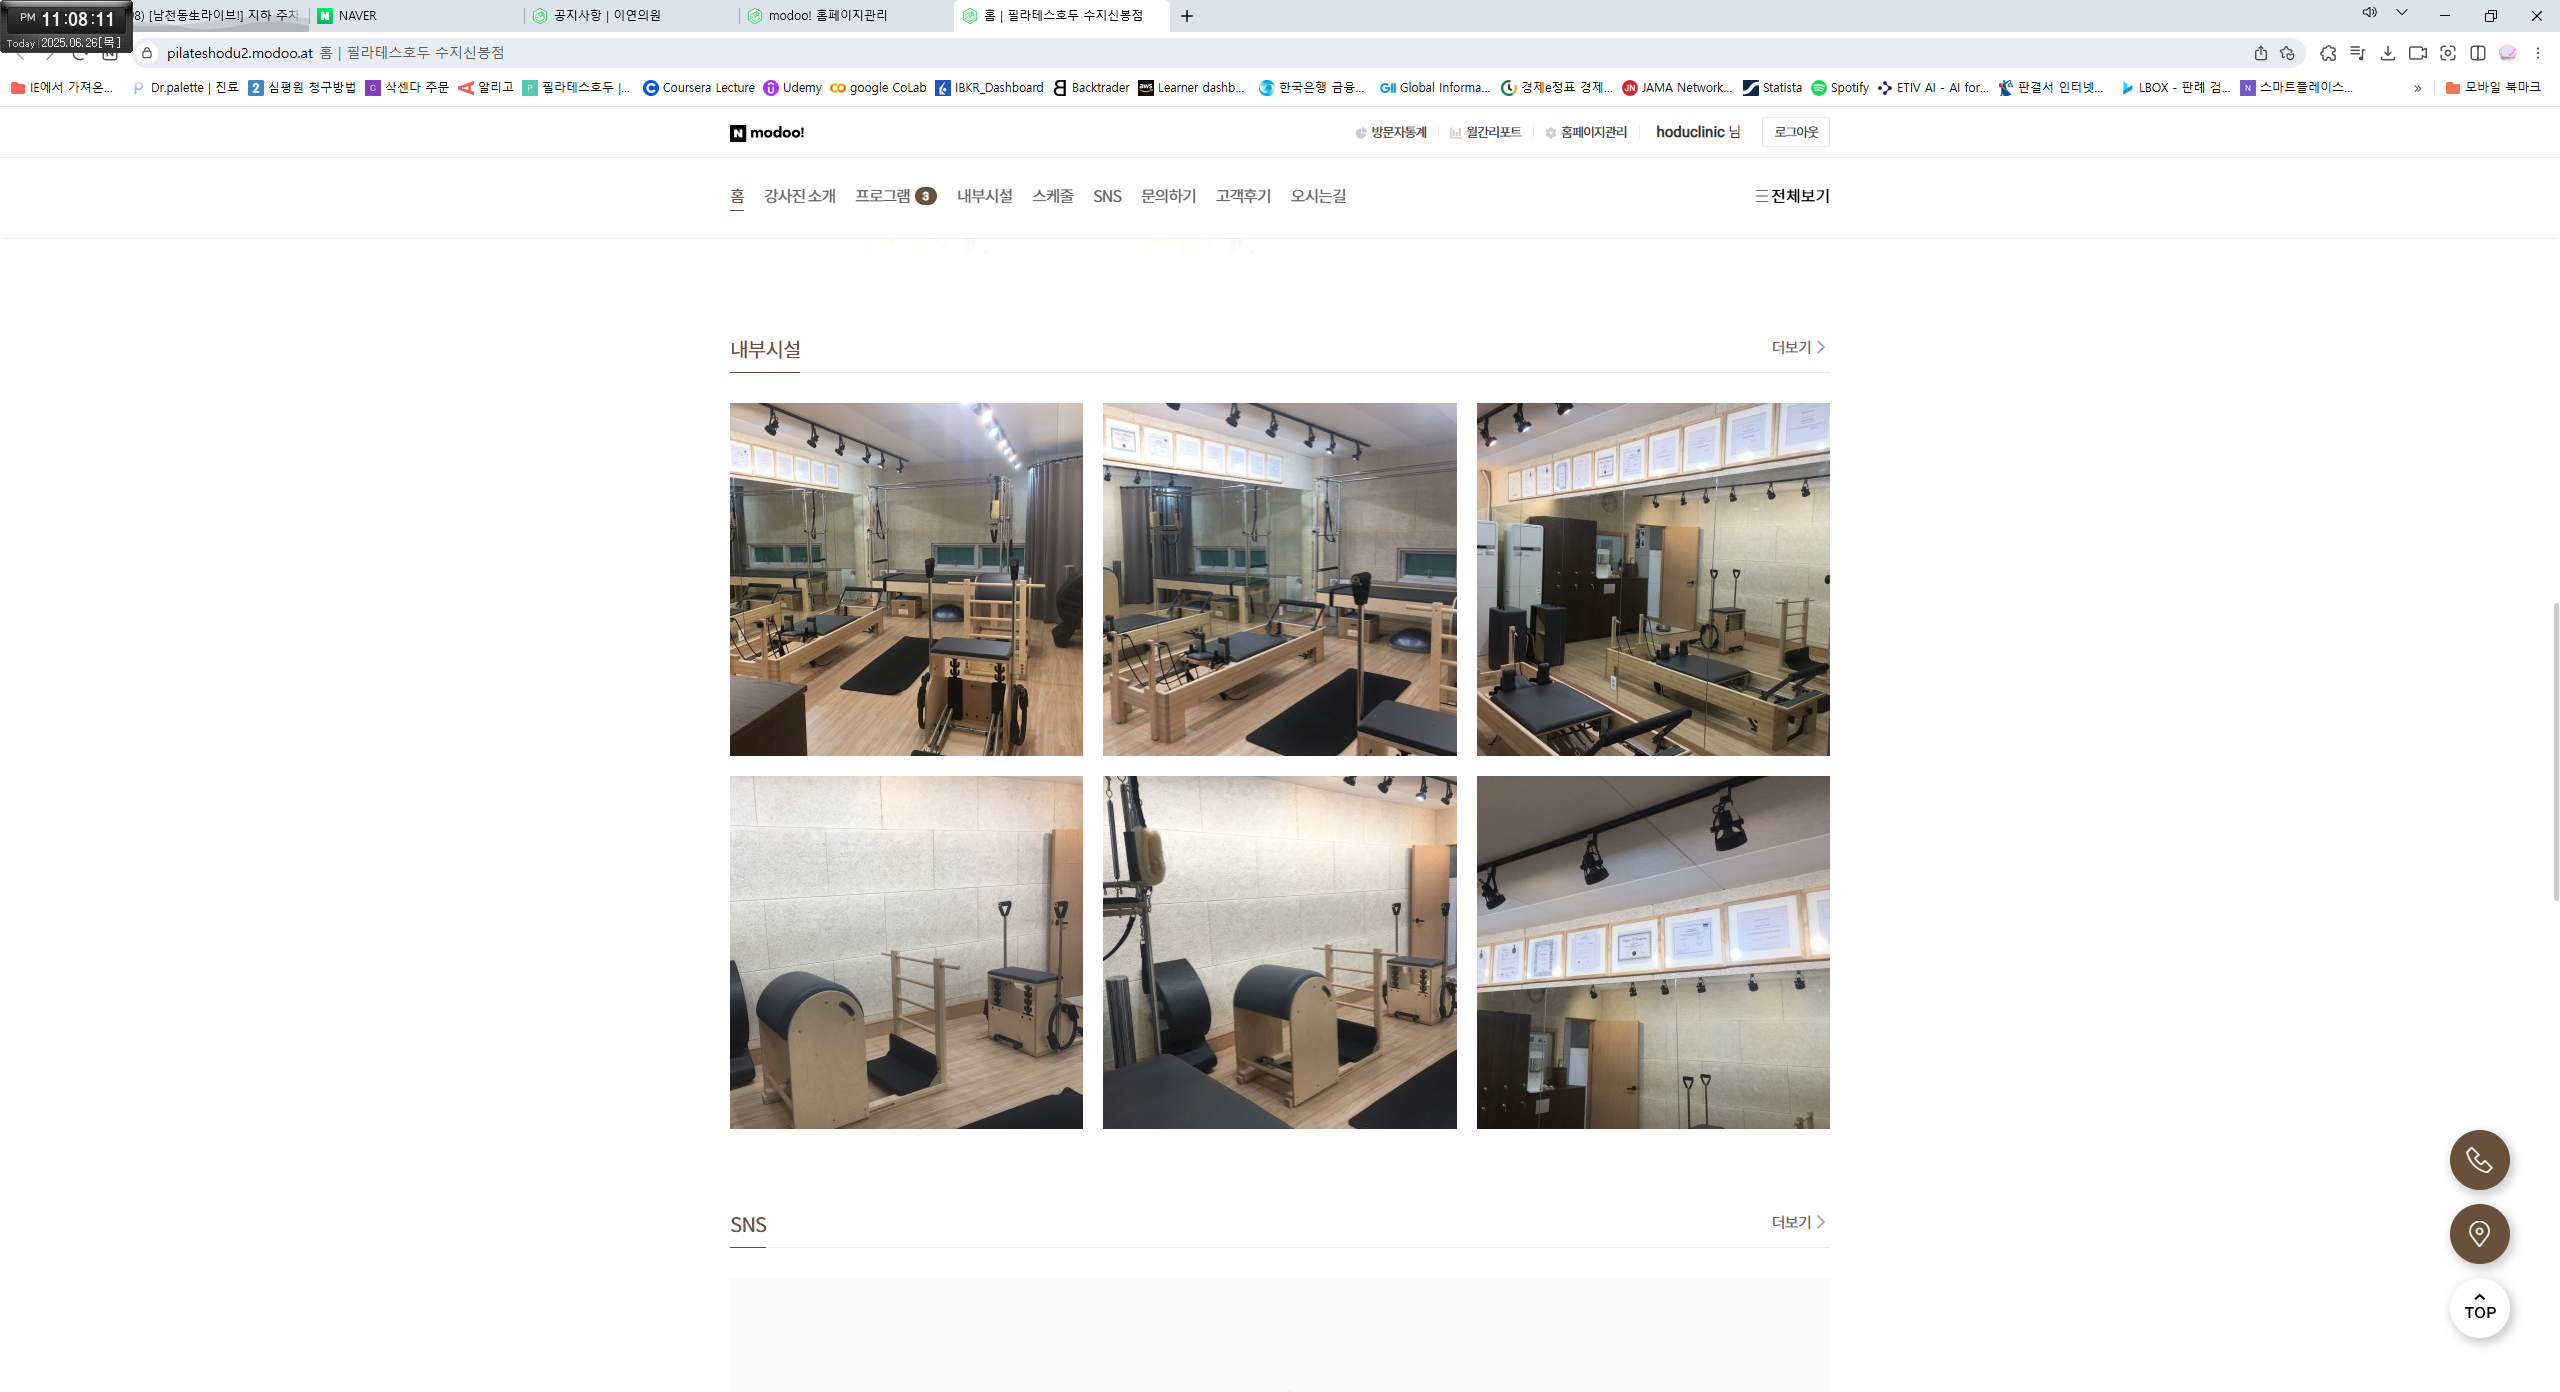 PM 11:08:11
Today 2025.06.26[목]
8) [남천동生라이브!] 지하 주차
NAVER
공지사항 | 이연의원
modoo! 홈페이지관리
홈 | 필라테스호두 수지신봉점
pilateshodu2.modoo.at 홈 | 필라테스호두 수지신봉점
IE에서 가져온... Dr.palette | 진료 심평원 청구방법 삭센다 주문 알리고 필라테스호두 |... Coursera Lecture Udemy google CoLab IBKR_Dashboard Backtrader Learner dashb... 한국은행 금융... Global Informa... 경제e정표 경제... JAMA Network... Statista Spotify ETIV AI - AI for... 판결서 인터넷... LBOX - 판례 검... 스마트플레이스... » 모바일 북마크
N modoo! 방문자통계 월간리포트 홈페이지관리 hoduclinic 님 로그아웃
홈 강사진 소개 프로그램 3 내부시설 스케줄 SNS 문의하기 고객후기 오시는길 전체보기
내부시설 더보기
SNS 더보기
TOP